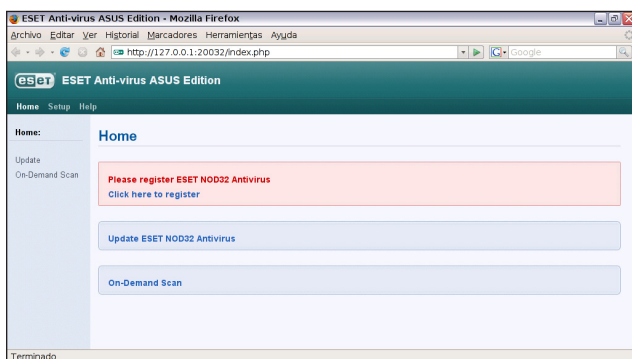 ESET Anti-virus ASUS Edition - Mozilla Firefox
Archivo Editar Ver Historial Marcadores Herramientas Ayuda
http://127.0.0.1:20032/index.php
Google
eseT ESET Anti-virus ASUS Edition
Home Setup Help
Home:
Update
On-Demand Scan
Home
Please register ESET NOD32 Antivirus
Click here to register
Update ESET NOD32 Antivirus
On-Demand Scan
Terminado